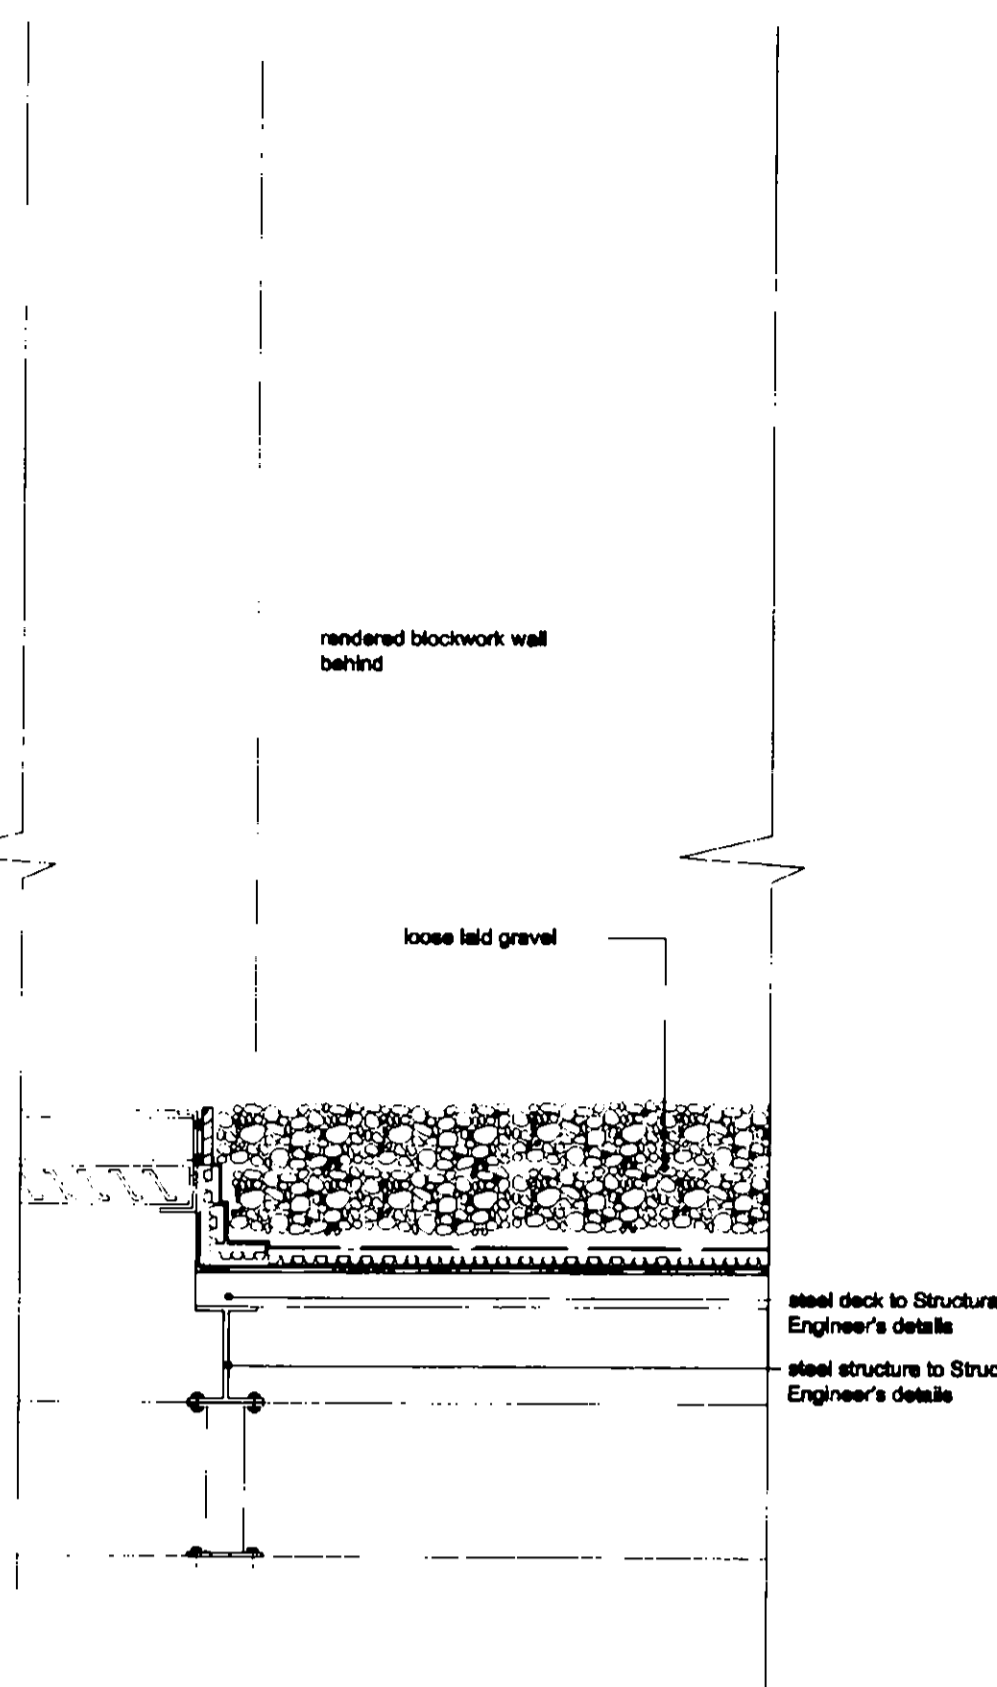 rendered blockwork wall
behind
loose laid gravel
steel deck to Structura
Engineer's details
steel structure to Struc
Engineer's details